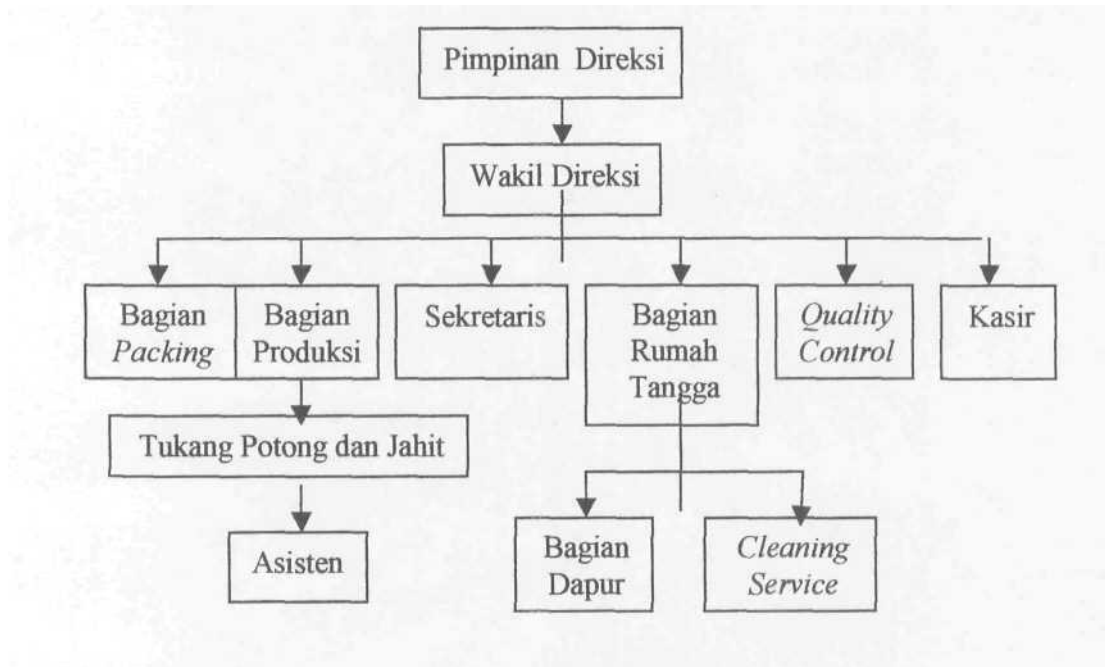 Pimpinan Direksi
Wakil Direksi
Bagian
Packing
Bagian
Produksi
Sekretaris
Bagian
Rumah
Tangga
Quality
Control
Kasir
Tukang Potong dan Jahit
Asisten
Bagian
Dapur
Cleaning
Service